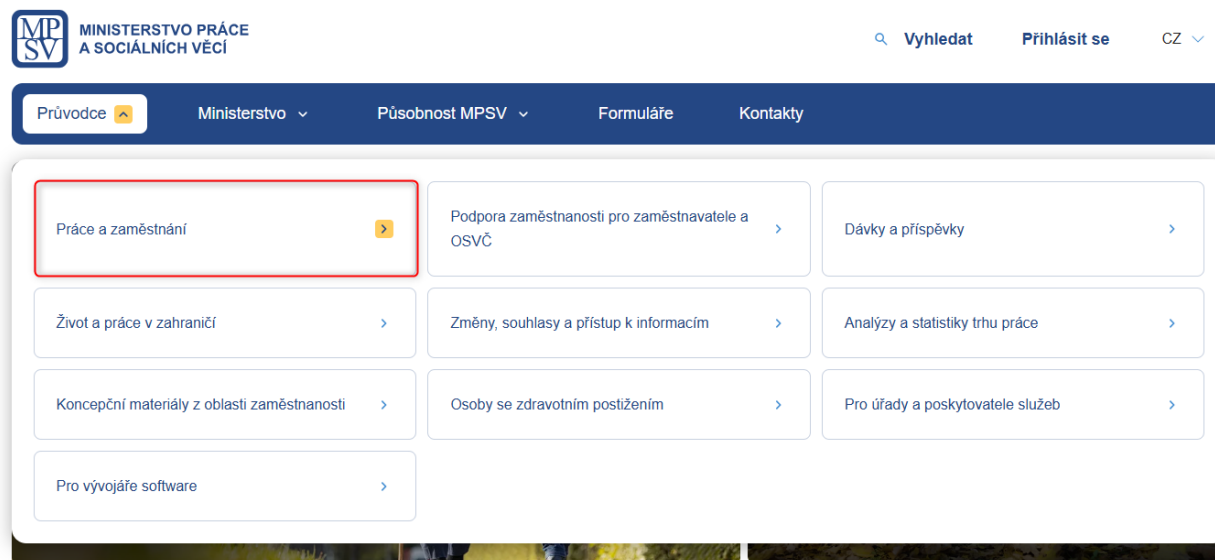 MP
SV
MINISTERSTVO PRÁCE
A SOCIÁLNÍCH VĚCÍ
Vyhledat
Přihlásit se
CZ
Průvodce
Ministerstvo
Působnost MPSV
Formuláře
Kontakty
Práce a zaměstnání
Podpora zaměstnanosti pro zaměstnavatele a
OSVČ
Dávky a příspěvky
Život a práce v zahraničí
Změny, souhlasy a přístup k informacím
Analýzy a statistiky trhu práce
Koncepční materiály z oblasti zaměstnanosti
Osoby se zdravotním postižením
Pro úřady a poskytovatele služeb
Pro vývojáře software